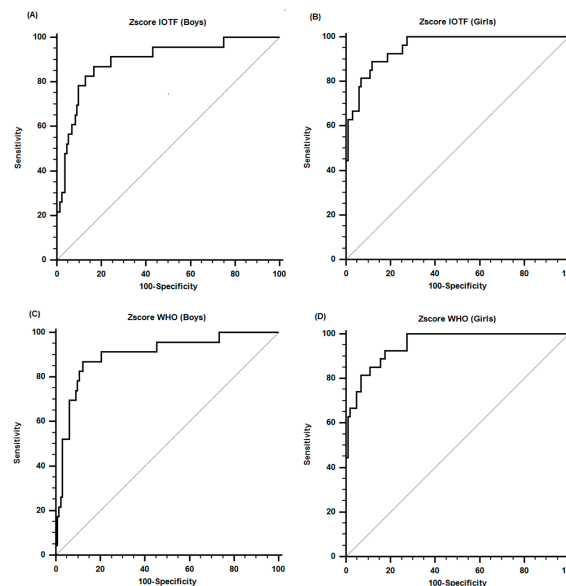 (A)
Zscore IOTF (Boys)
100
80
60
40
20
0
Sensitivity
0 20 40 60 80 100
100-Specificity
(B)
Zscore IOTF (Girls)
100
80
60
40
20
0
Sensitivity
0 20 40 60 80 100
100-Specificity
(C)
Zscore WHO (Boys)
100
80
60
40
20
0
Sensitivity
0 20 40 60 80 100
100-Specificity
(D)
Zscore WHO (Girls)
100
80
60
40
20
0
Sensitivity
0 20 40 60 80 100
100-Specificity